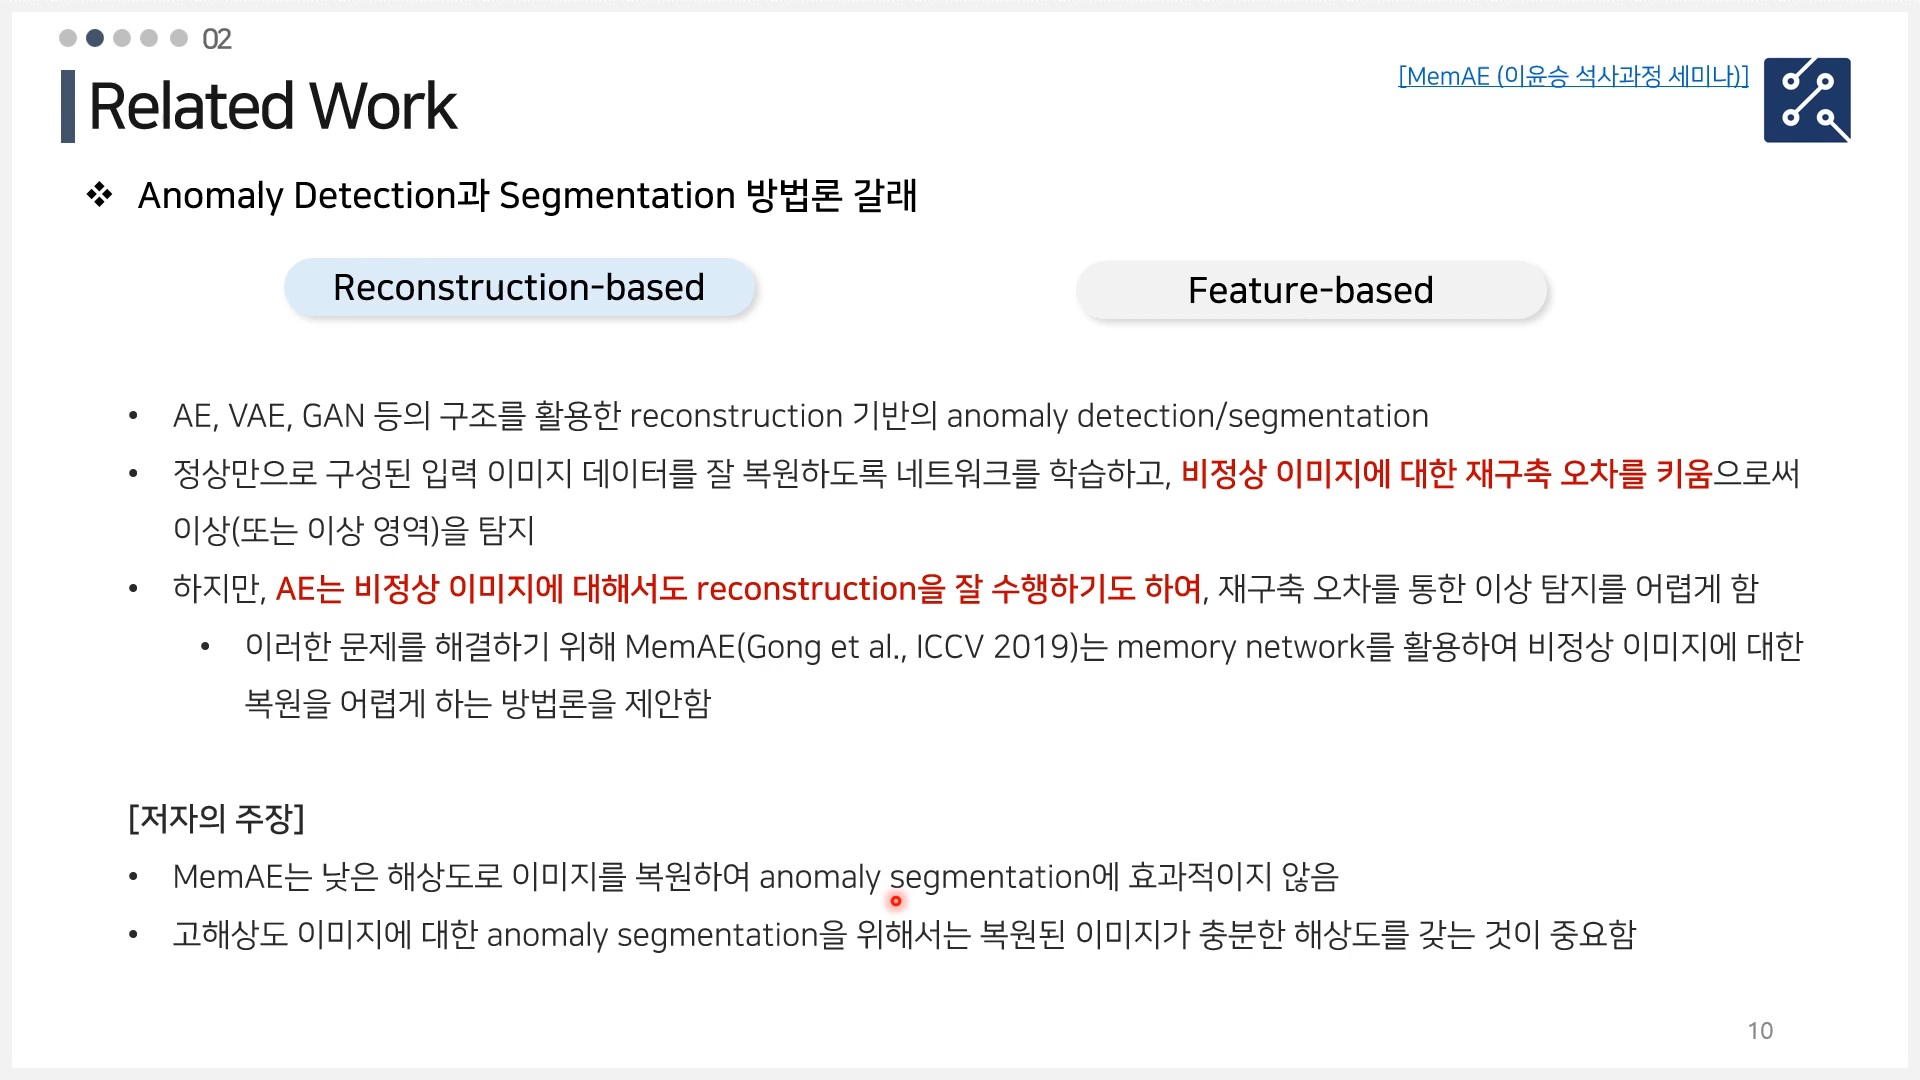 02
Related Work
[MemAE (이윤승 석사과정 세미나)]
❖ Anomaly Detection과 Segmentation 방법론 갈래
Reconstruction-based
Feature-based
• AE, VAE, GAN 등의 구조를 활용한 reconstruction 기반의 anomaly detection/segmentation
• 정상만으로 구성된 입력 이미지 데이터를 잘 복원하도록 네트워크를 학습하고, 비정상 이미지에 대한 재구축 오차를 키움으로써
이상(또는 이상 영역)을 탐지
• 하지만, AE는 비정상 이미지에 대해서도 reconstruction을 잘 수행하기도 하여, 재구축 오차를 통한 이상 탐지를 어렵게 함
• 이러한 문제를 해결하기 위해 MemAE(Gong et al., ICCV 2019)는 memory network를 활용하여 비정상 이미지에 대한
복원을 어렵게 하는 방법론을 제안함
[저자의 주장]
• MemAE는 낮은 해상도로 이미지를 복원하여 anomaly segmentation에 효과적이지 않음
• 고해상도 이미지에 대한 anomaly segmentation을 위해서는 복원된 이미지가 충분한 해상도를 갖는 것이 중요함
10